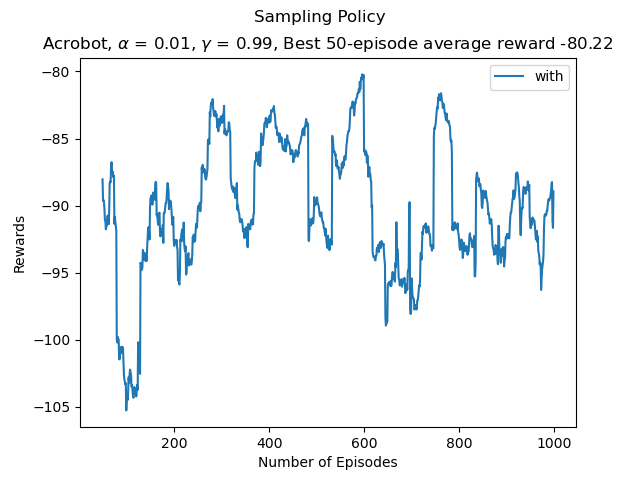 Sampling Policy
Acrobot, α = 0.01, γ = 0.99, Best 50-episode average reward -80.22
with
−80
−85
−90
−95
−100
−105
Rewards
200
400
600
800
1000
Number of Episodes